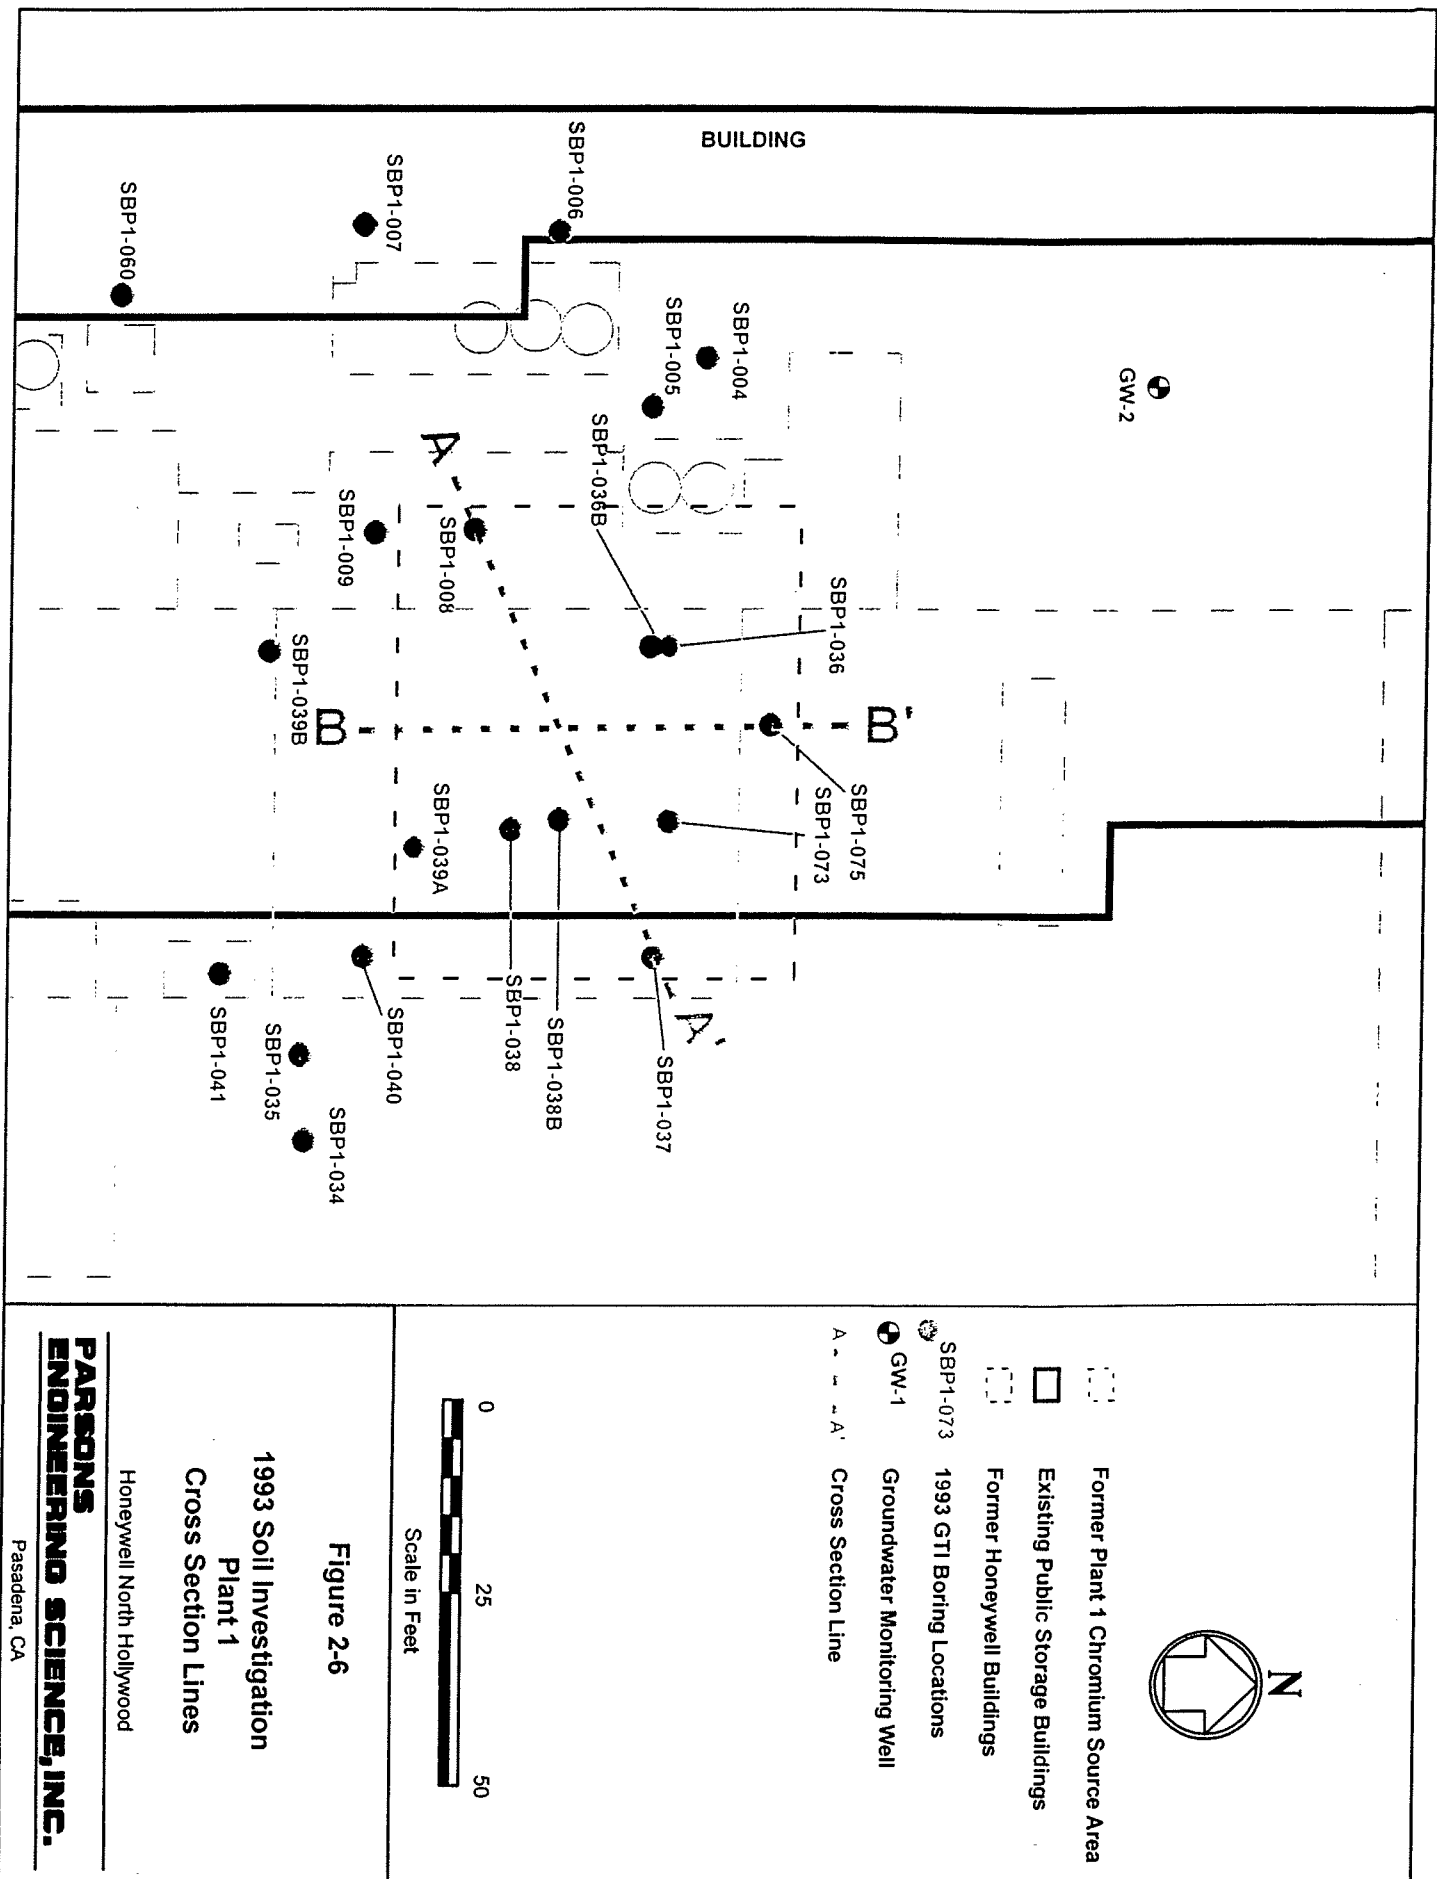 BUILDING
SBP1-006
SBP1-007
SBP1-060
SBP1-004
SBP1-005
GW-2
SBP1-036B
A
SBP1-008
SBP1-009
SBP1-036
SBP1-039B
B
B'
SBP1-075
SBP1-073
SBP1-039A
SBP1-038
SBP1-038B
SBP1-037
A'
SBP1-040
SBP1-041
SBP1-035
SBP1-034
N
Former Plant 1 Chromium Source Area
Existing Public Storage Buildings
Former Honeywell Buildings
SBP1-073 1993 GTI Boring Locations
GW-1 Groundwater Monitoring Well
A - - - A' Cross Section Line
0 25 50
Scale in Feet
Figure 2-6
1993 Soil Investigation
Plant 1
Cross Section Lines
Honeywell North Hollywood
PARSONS
ENGINEERING SCIENCE, INC.
Pasadena, CA